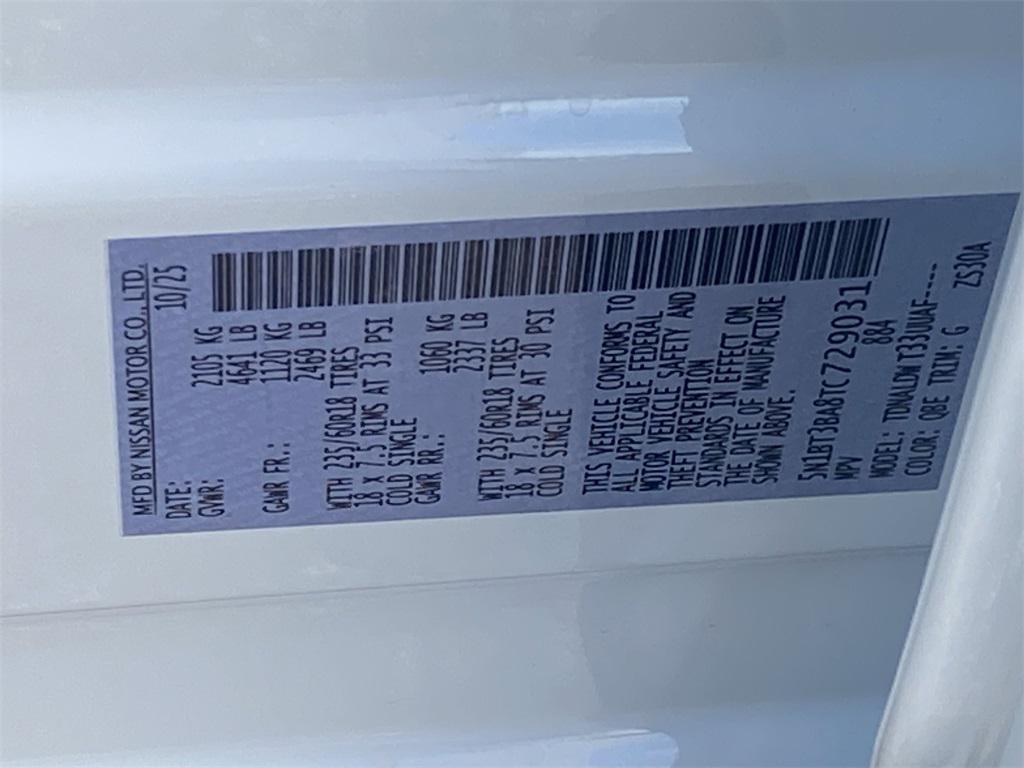 MFD BY NISSAN MOTOR CO., LTD.
DATE: 10/25
GVWR: 2105 KG
4641 LB
GAWR FR.: 1120 KG
2469 LB
WITH 235/60R18 TIRES
18 X 7.5 RIMS AT 33 PSI
COLD SINGLE
GAWR RR.: 1060 KG
2337 LB
WITH 235/60R18 TIRES
18 X 7.5 RIMS AT 30 PSI
COLD SINGLE
THIS VEHICLE CONFORMS TO
ALL APPLICABLE FEDERAL
MOTOR VEHICLE SAFETY AND
THEFT PREVENTION
STANDARDS IN EFFECT ON
THE DATE OF MANUFACTURE
SHOWN ABOVE.
5N1BT3BA8TC729031
MPV 884
MODEL: TDNALDW T33UUAF----
COLOR: QBE TRIM: G ZS30A